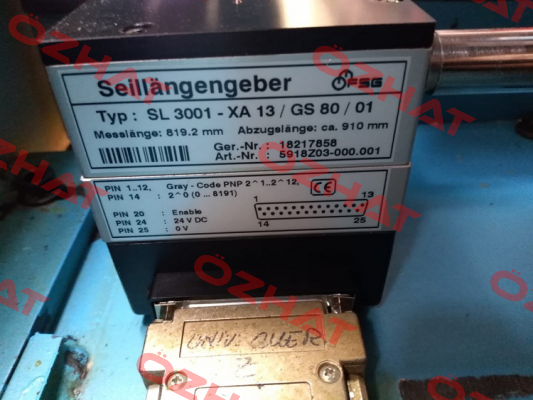 Seillängengeber
FSG
Typ: SL 3001 - XA 13 / GS 80 / 01
Messlänge: 819.2 mm Abzugslänge: ca. 910 mm
Ger.-Nr.: 18217858
Art.-Nr.: 5918Z03-000.001
PIN 1..12, Gray-Code PNP 2^1..2^12,
PIN 14 : 2^0 (0 ... 8191)
PIN 20 : Enable
PIN 24 : 24 V DC
PIN 25 : 0 V
CE
1 13
14 25
UNIV. QUER
2
OZHAT
OZHAT
OZHAT
OZHAT
OZHAT
OZHAT